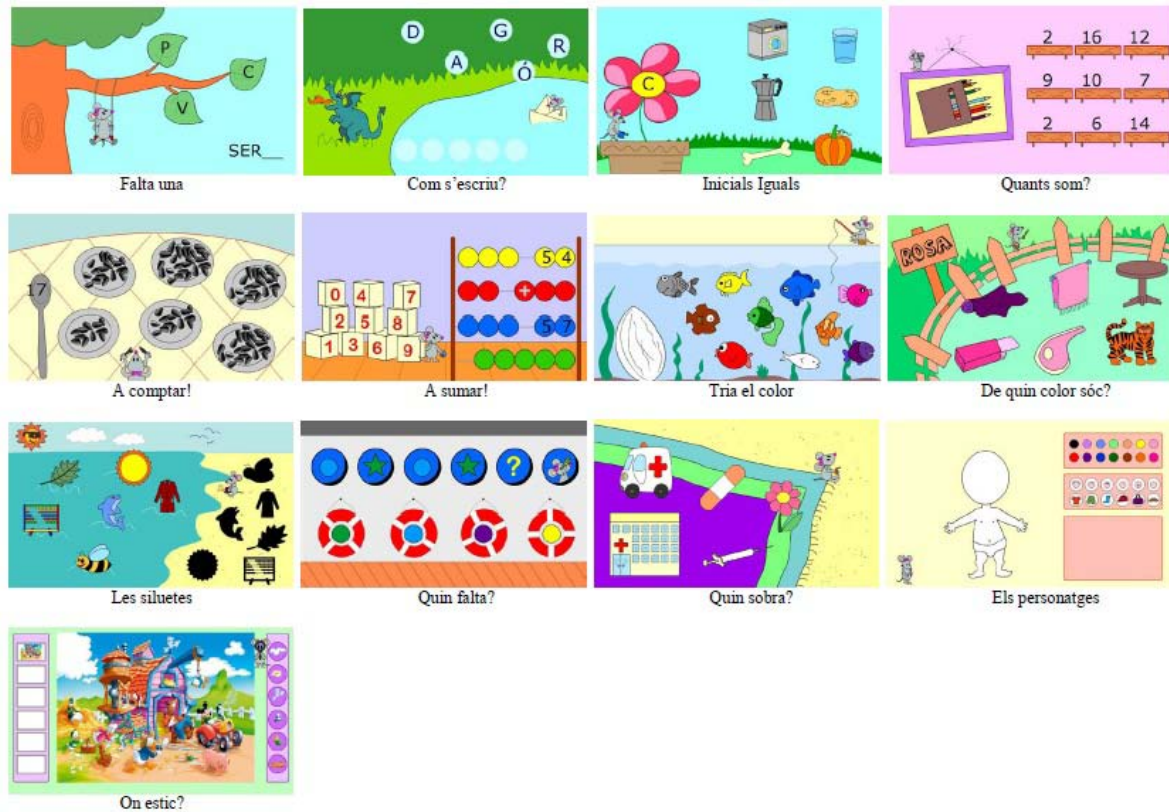 P
C
V
SER__
Falta una
D
G
R
A
Ó
Com s'escriu?
C
Inicials Iguals
2 16 12
9 10 7
2 6 14
Quants som?
17
A comptar!
0 4 7
2 5 8
1 3 6 9
5 4
+
5 7
A sumar!
Tria el color
ROSA
De quin color sóc?
Les siluetes
?
Quin falta?
Quin sobra?
Els personatges
On estic?